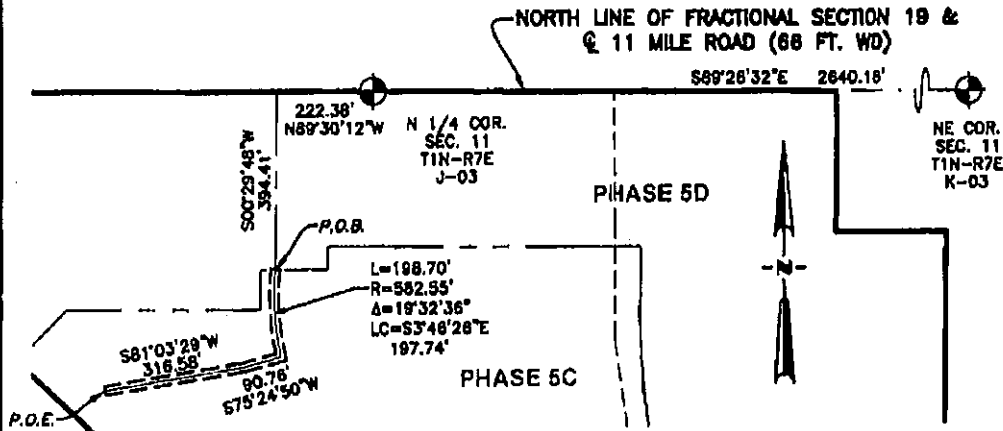 NORTH LINE OF FRACTIONAL SECTION 19 &
℄ 11 MILE ROAD (66 FT. WD)
S89°26'32"E 2640.18'
222.38'
N89°30'12"W
N 1/4 COR.
SEC. 11
T1N-R7E
J-03
NE COR.
SEC. 11
T1N-R7E
K-03
S00°29'48"W
394.41'
PHASE 5D
P.O.B.
L=198.70'
R=582.55'
Δ=19°32'36"
LC=S3°46'26"E
197.74'
N
S81°03'29"W
316.58'
90.76'
S75°24'50"W
PHASE 5C
P.O.E.